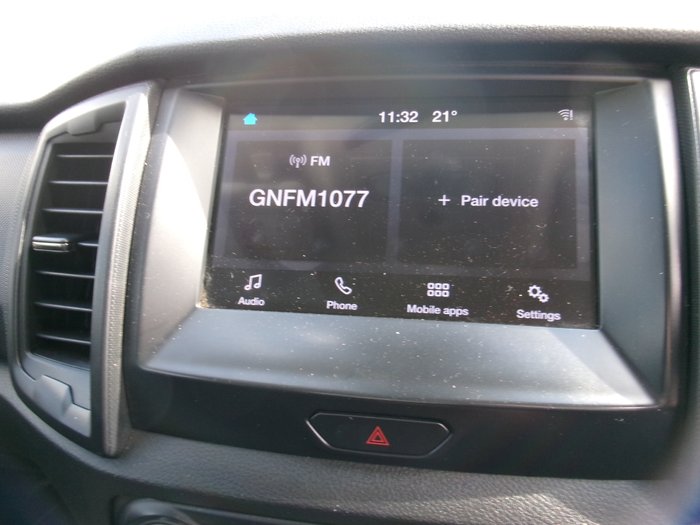 11:32 21°
FM
GNFM1077
+ Pair device
Audio
Phone
Mobile apps
Settings